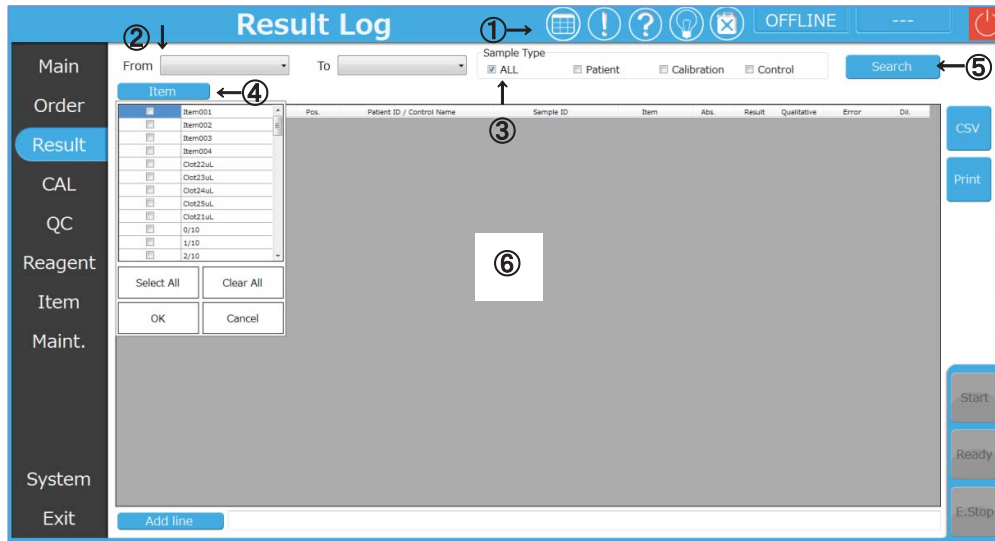 Result Log
①→
OFFLINE
---
②↓
Main
Order
Result
CAL
QC
Reagent
Item
Maint.
System
Exit
From
To
Sample Type
ALL
Patient
Calibration
Control
Search
←⑤
↑
③
Item
←④
Pos.
Patient ID / Control Name
Sample ID
Item
Abs.
Result
Qualitative
Error
Dil.
Item001
Item002
Item003
Item004
Clot22uL
Clot23uL
Clot24uL
Clot25uL
Clot21uL
0/10
1/10
2/10
Select All
Clear All
OK
Cancel
⑥
CSV
Print
Start
Ready
E.Stop
Add line